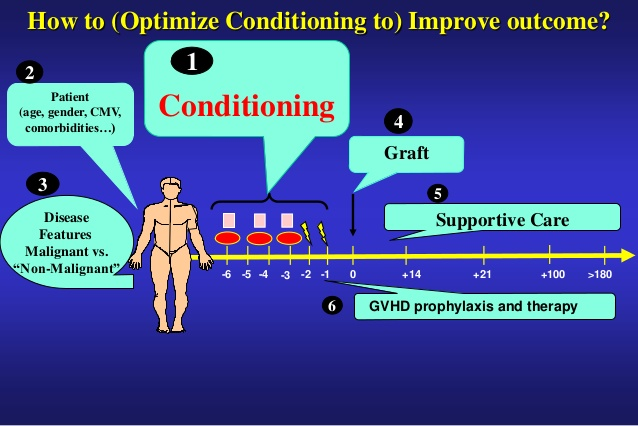 How to (Optimize Conditioning to) Improve outcome?
1
Conditioning
2
Patient
(age, gender, CMV,
comorbidities…)
3
Disease
Features
Malignant vs.
“Non-Malignant”
4
Graft
5
Supportive Care
-6 -5 -4 -3 -2 -1 0 +14 +21 +100 >180
6
GVHD prophylaxis and therapy